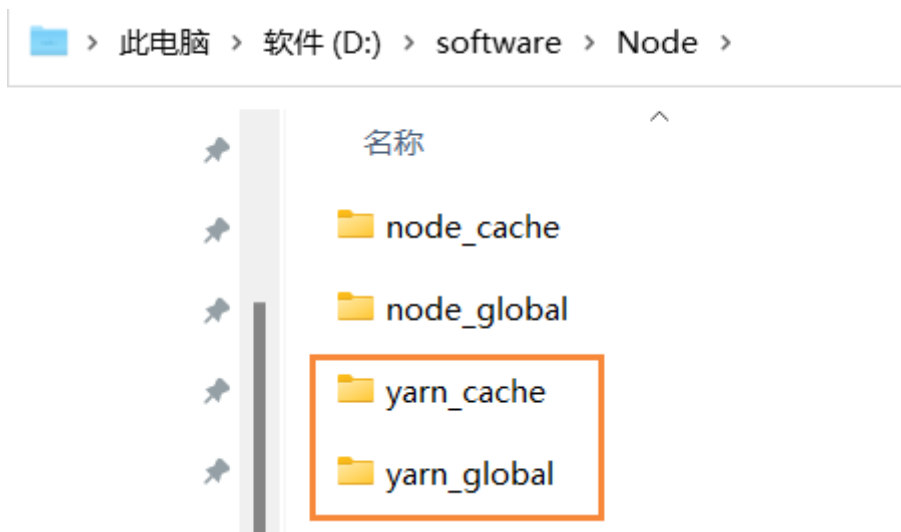 此电脑 > 软件 (D:) > software > Node >
名称
node_cache
node_global
yarn_cache
yarn_global